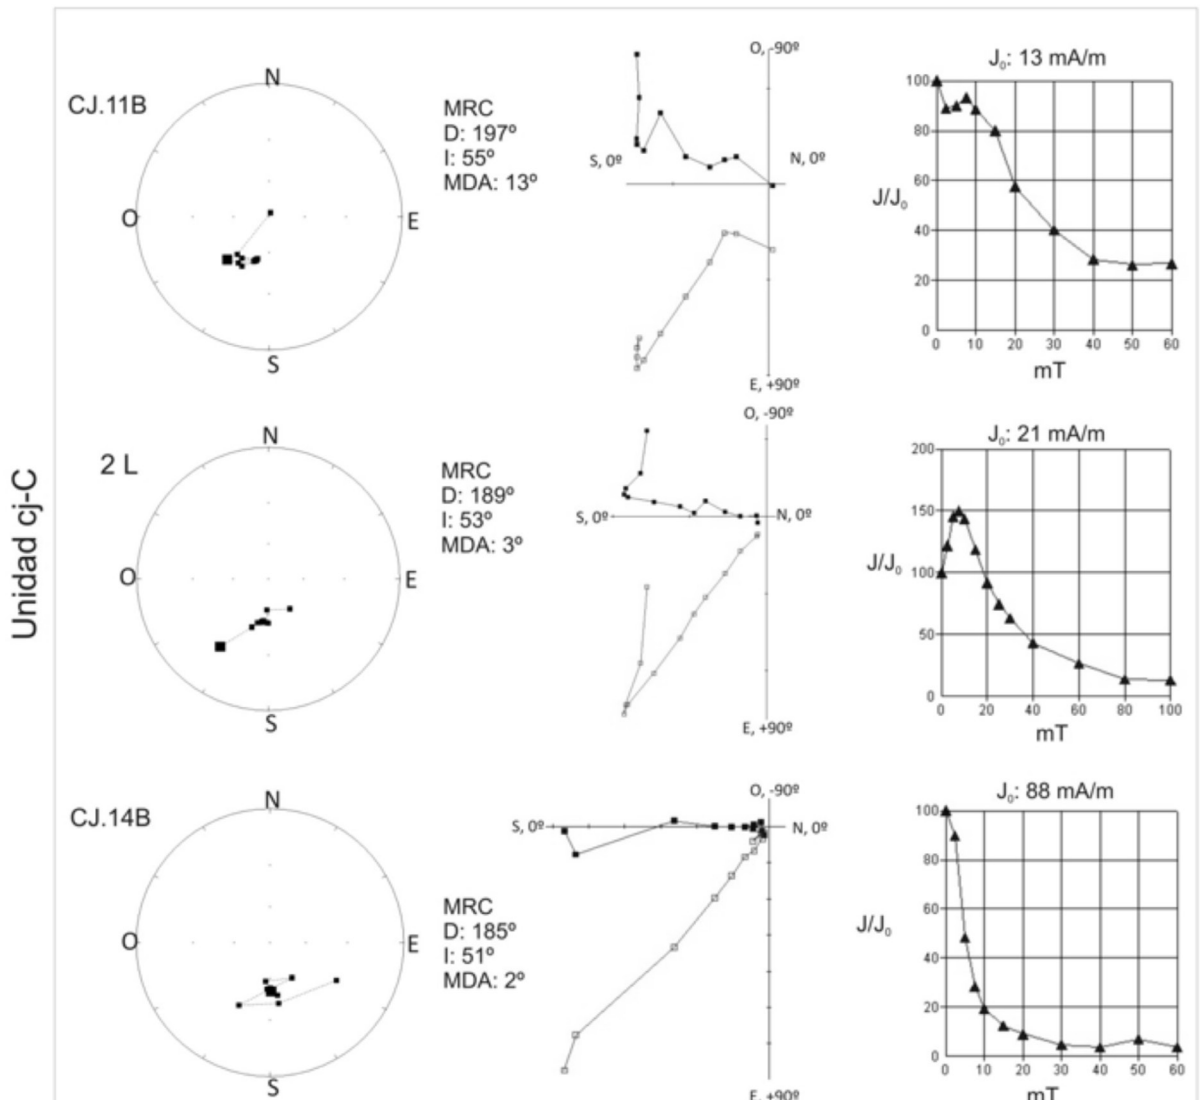 Unidad cj-C
CJ.11B
N
O
E
S
MRC
D: 197º
I: 55º
MDA: 13º
O, -90º
S, 0º
N, 0º
E, +90º
J₀: 13 mA/m
J/J₀
100
80
60
40
20
0
0 10 20 30 40 50 60
mT
2 L
N
O
E
S
MRC
D: 189º
I: 53º
MDA: 3º
O, -90º
S, 0º
N, 0º
E, +90º
J₀: 21 mA/m
J/J₀
200
150
100
50
0
0 20 40 60 80 100
mT
CJ.14B
N
O
E
S
MRC
D: 185º
I: 51º
MDA: 2º
O, -90º
S, 0º
N, 0º
E, +90º
J₀: 88 mA/m
J/J₀
100
80
60
40
20
0
0 10 20 30 40 50 60
mT